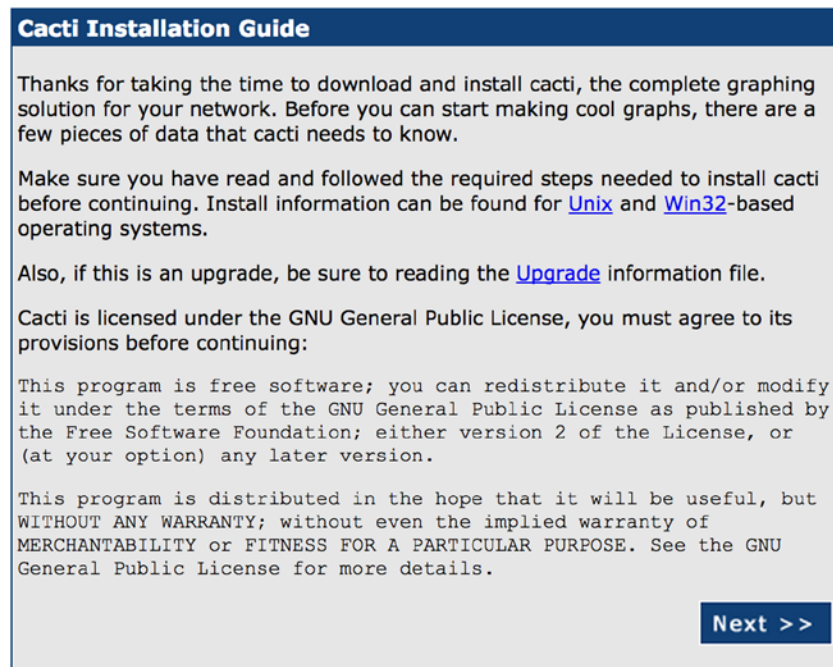 Cacti Installation Guide
Thanks for taking the time to download and install cacti, the complete graphing
solution for your network. Before you can start making cool graphs, there are a
few pieces of data that cacti needs to know.
Make sure you have read and followed the required steps needed to install cacti
before continuing. Install information can be found for Unix and Win32-based
operating systems.
Also, if this is an upgrade, be sure to reading the Upgrade information file.
Cacti is licensed under the GNU General Public License, you must agree to its
provisions before continuing:
This program is free software; you can redistribute it and/or modify
it under the terms of the GNU General Public License as published by
the Free Software Foundation; either version 2 of the License, or
(at your option) any later version.
This program is distributed in the hope that it will be useful, but
WITHOUT ANY WARRANTY; without even the implied warranty of
MERCHANTABILITY or FITNESS FOR A PARTICULAR PURPOSE. See the GNU
General Public License for more details.
Next >>